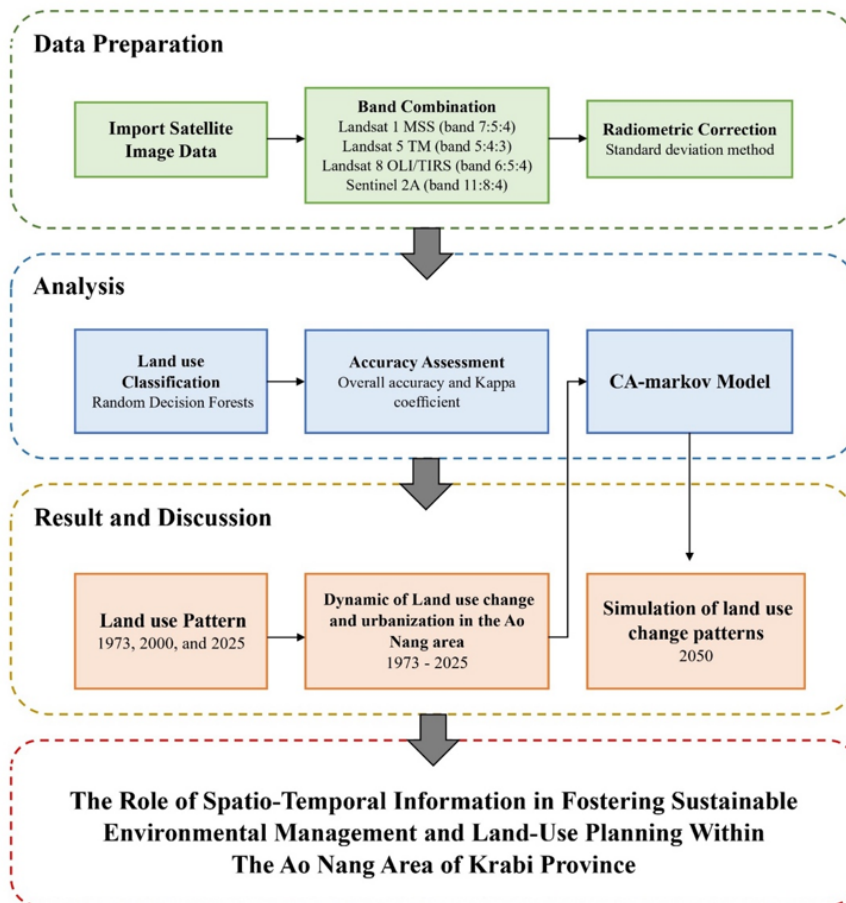 Data Preparation
Import Satellite
Image Data
Band Combination
Landsat 1 MSS (band 7:5:4)
Landsat 5 TM (band 5:4:3)
Landsat 8 OLI/TIRS (band 6:5:4)
Sentinel 2A (band 11:8:4)
Radiometric Correction
Standard deviation method
Analysis
Land use
Classification
Random Decision Forests
Accuracy Assessment
Overall accuracy and Kappa
coefficient
CA-markov Model
Result and Discussion
Land use Pattern
1973, 2000, and 2025
Dynamic of Land use change
and urbanization in the Ao
Nang area
1973 - 2025
Simulation of land use
change patterns
2050
The Role of Spatio-Temporal Information in Fostering Sustainable
Environmental Management and Land-Use Planning Within
The Ao Nang Area of Krabi Province